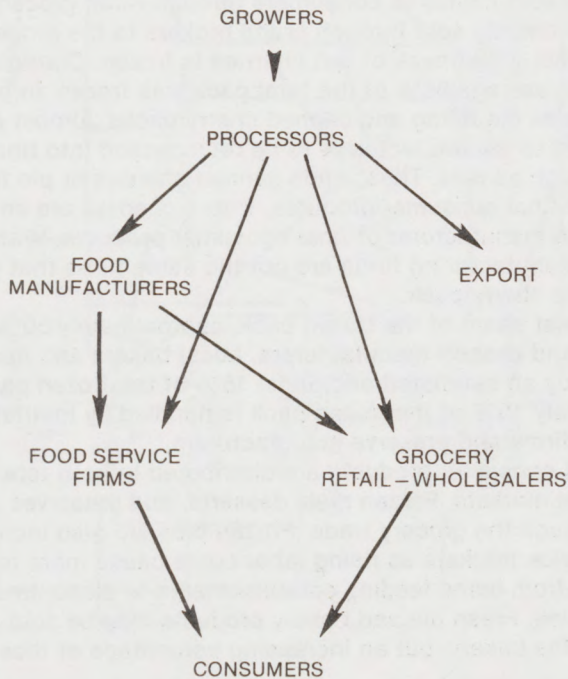 GROWERS
PROCESSORS
FOOD
MANUFACTURERS
EXPORT
FOOD SERVICE
FIRMS
GROCERY
RETAIL – WHOLESALERS
CONSUMERS